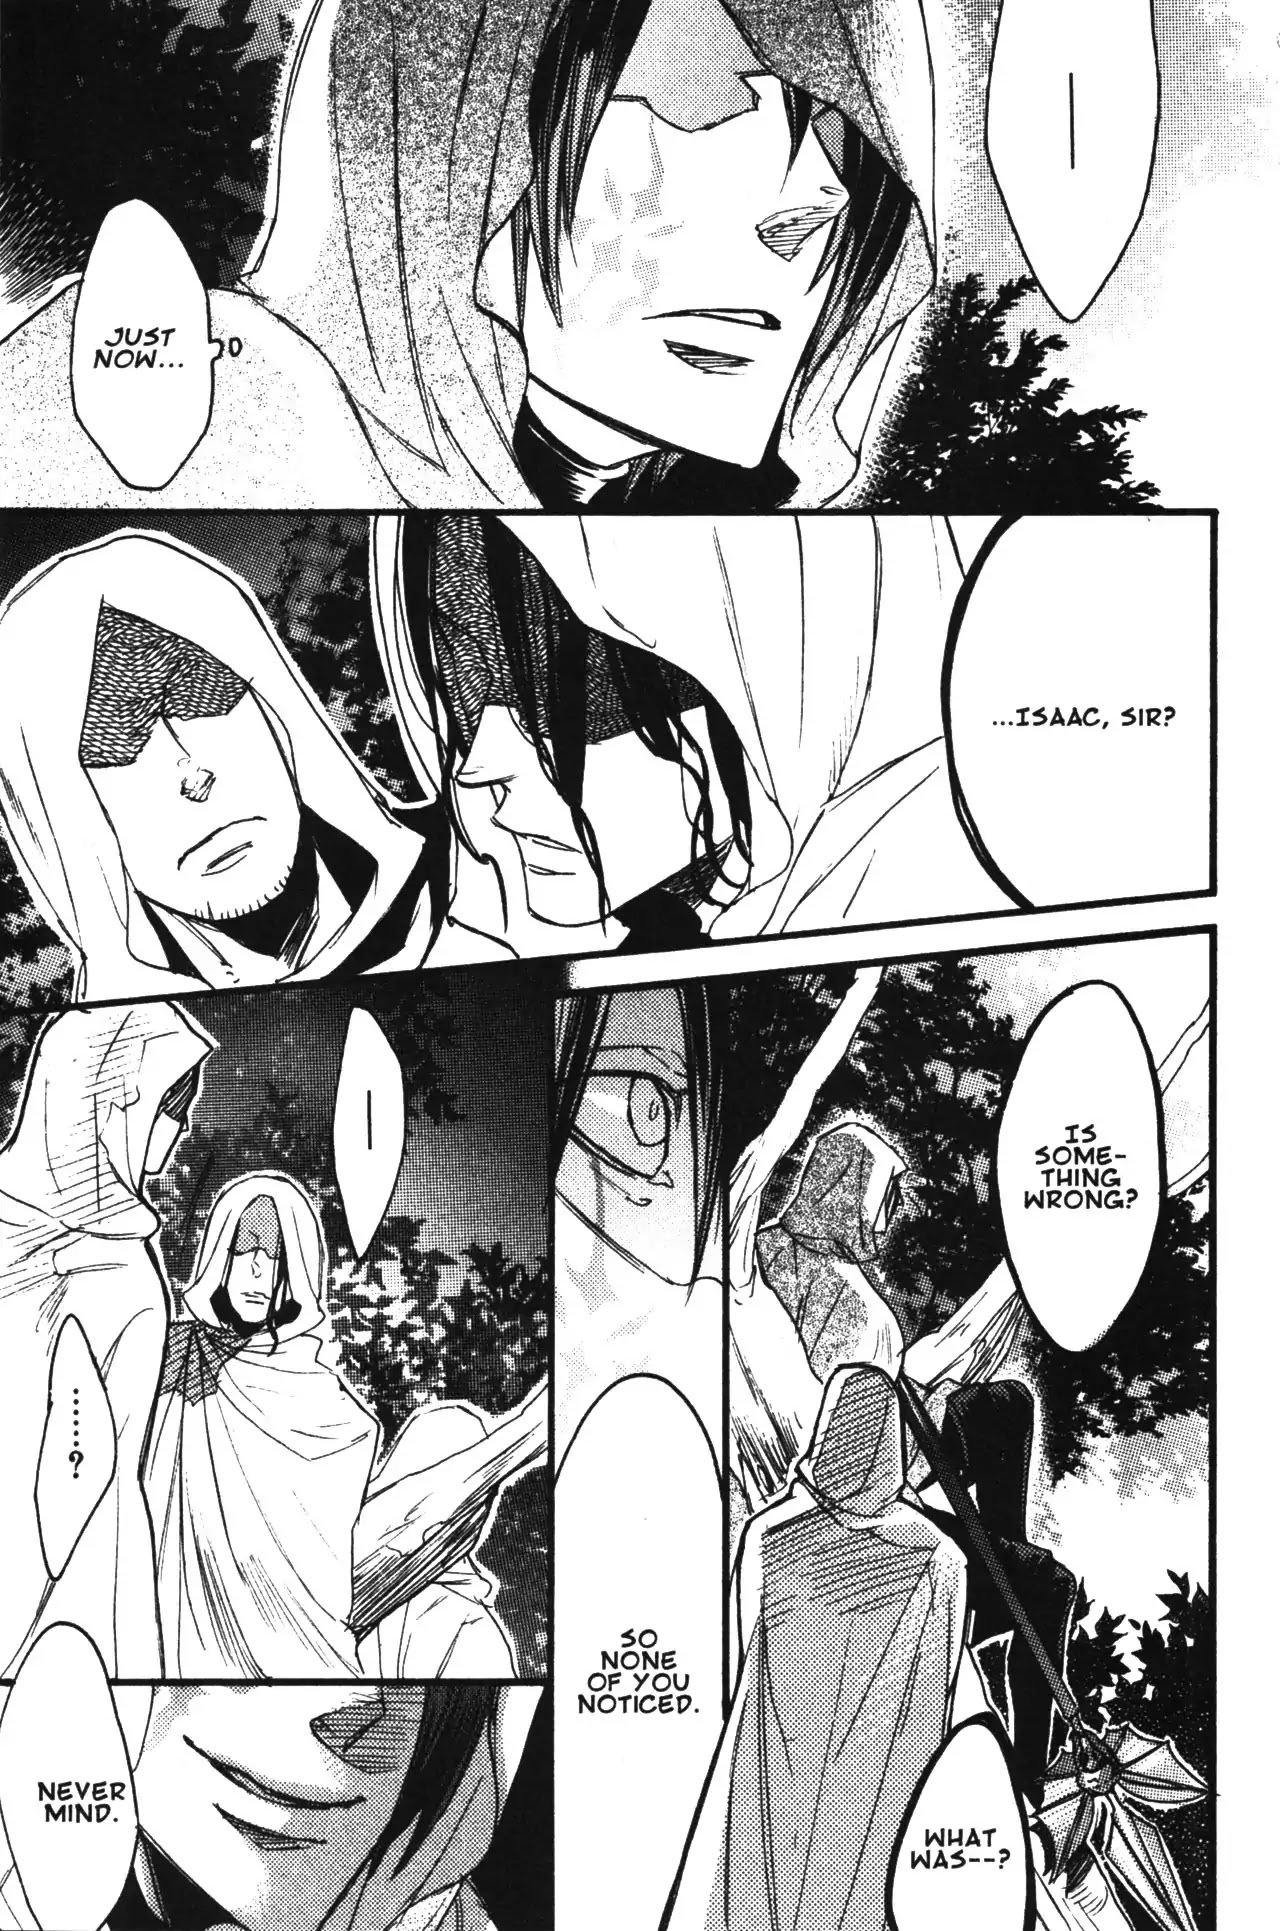 —
JUST
NOW...
...ISAAC, SIR?
IS
SOME-
THING
WRONG?
WHAT
WAS--?
SO
NONE
OF YOU
NOTICED.
—
......?
NEVER
MIND.